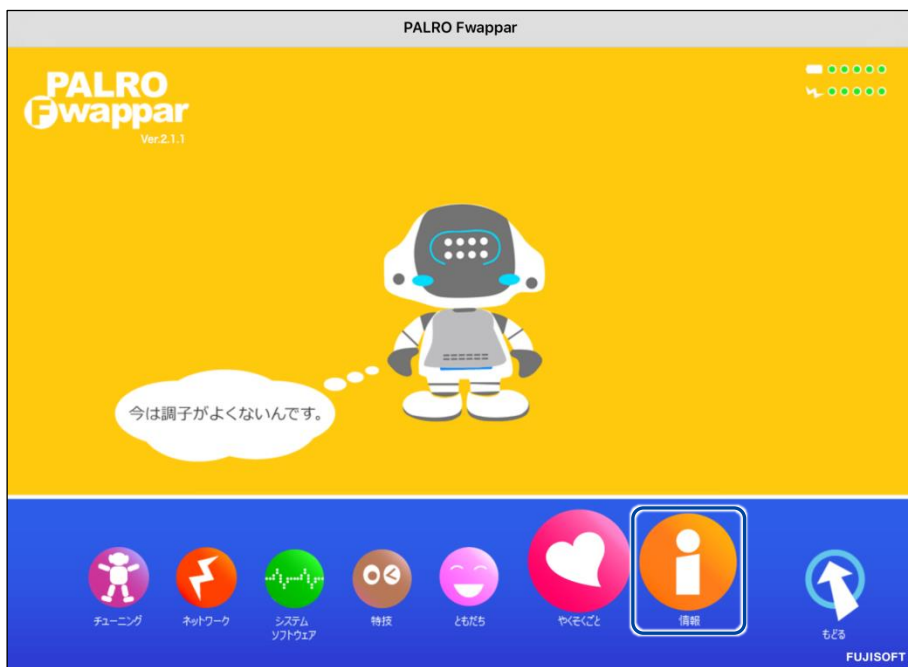 PALRO Fwappar
PALRO
Fwappar
Ver.2.1.1
今は調子がよくないんです。
チューニング
ネットワーク
システム
ソフトウェア
特技
ともだち
やくそくごと
情報
もどる
FUJISOFT